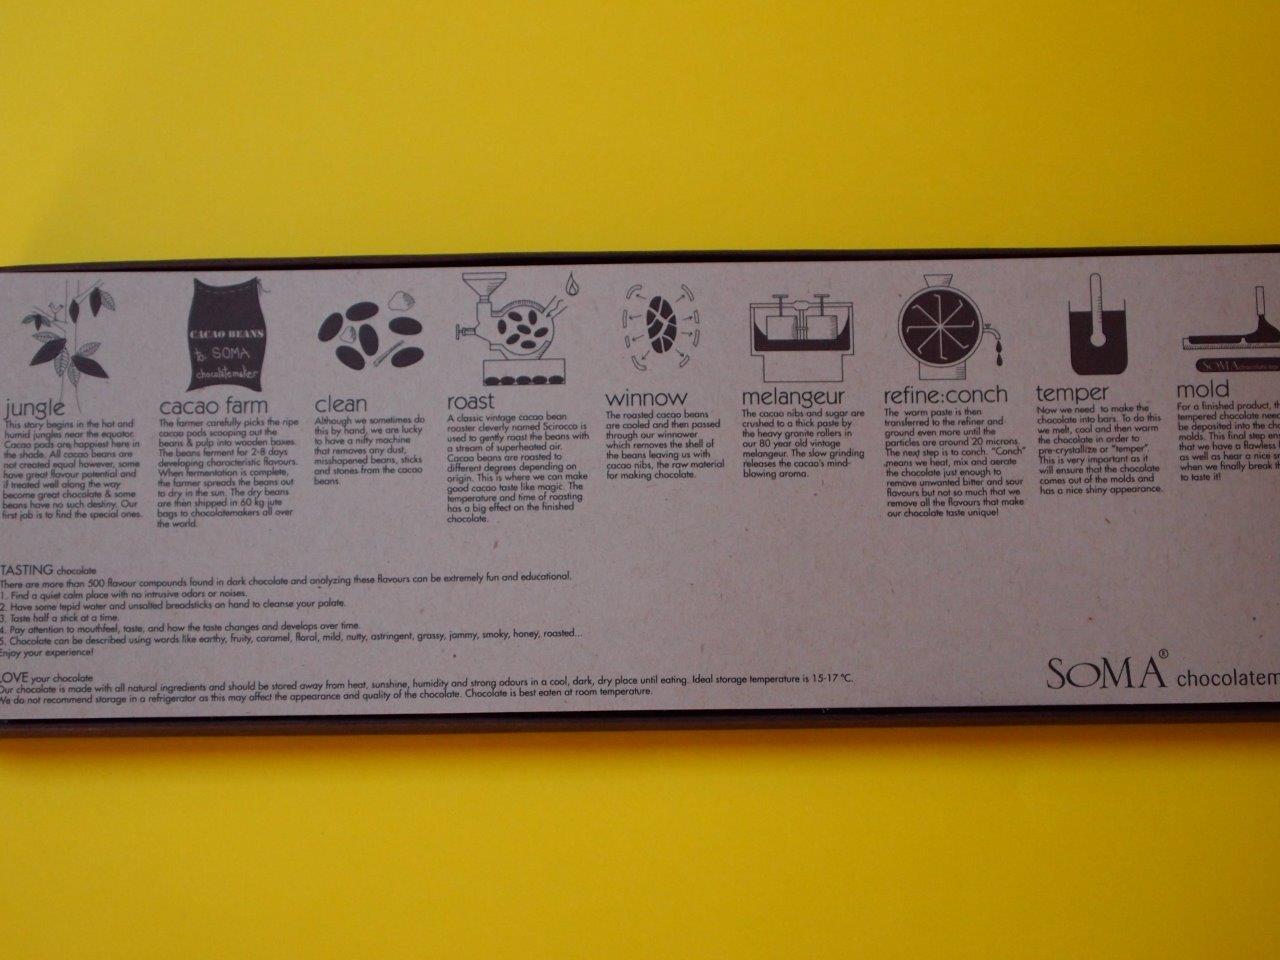 CACAO BEANS
to: SOMA
chocolatemaker
SOMA
jungle
This story begins in the hot and
humid jungles near the equator.
Cacao pods are happiest here in
the shade. All cacao beans are
not created equal however, some
have great flavour potential and
if treated well along the way
become great chocolate & some
beans have no such destiny. Our
first job is to find the special ones.
cacao farm
The farmer carefully picks the ripe
cacao pods scooping out the
beans & pulp into wooden boxes.
The beans ferment for 2-8 days
developing characteristic flavours.
When fermentation is complete,
the farmer spreads the beans out
to dry in the sun. The dry beans
are then shipped in 60 kg jute
bags to chocolatemakers all over
the world.
clean
Although we sometimes do
this by hand, we are lucky
to have a nifty machine
that removes any dust,
misshapened beans, sticks
and stones from the cacao
beans.
roast
A classic vintage cacao bean
roaster cleverly named Scirocco is
used to gently roast the beans with
a stream of superheated air.
Cacao beans are roasted to
different degrees depending on
origin. This is where we can make
good cacao taste like magic. The
temperature and time of roasting
has a big effect on the finished
chocolate.
winnow
The roasted cacao beans
are cooled and then passed
through our winnower
which removes the shell of
the beans leaving us with
cacao nibs, the raw material
for making chocolate.
melangeur
The cacao nibs and sugar are
crushed to a thick paste by
the heavy granite rollers in
our 80 year old vintage
melangeur. The slow grinding
releases the cacao's mind-
blowing aroma.
refine:conch
The warm paste is then
transferred to the refiner and
ground even more until the
particles are around 20 microns.
The next step is to conch. "Conch"
means we heat, mix and aerate
the chocolate just enough to
remove unwanted bitter and sour
flavours but not so much that we
remove all the flavours that make
our chocolate taste unique!
temper
Now we need to make the
chocolate into bars. To do this
we melt, cool and then warm
the chocolate in order to
pre-crystallize or "temper".
This is very important as it
will ensure that the chocolate
comes out of the molds and
has a nice shiny appearance.
mold
For a finished product, th
tempered chocolate need
be deposited into the cho
molds. This final step en
that we have a flawless
as well as hear a nice sn
when we finally break th
to taste it!
TASTING chocolate
There are more than 500 flavour compounds found in dark chocolate and analyzing these flavours can be extremely fun and educational.
1. Find a quiet calm place with no intrusive odors or noises.
2. Have some tepid water and unsalted breadsticks on hand to cleanse your palate.
3. Taste half a stick at a time.
4. Pay attention to mouthfeel, taste, and how the taste changes and develops over time.
5. Chocolate can be described using words like earthy, fruity, caramel, floral, mild, nutty, astringent, grassy, jammy, smoky, honey, roasted...
Enjoy your experience!
LOVE your chocolate
Our chocolate is made with all natural ingredients and should be stored away from heat, sunshine, humidity and strong odours in a cool, dark, dry place until eating. Ideal storage temperature is 15-17 °C.
We do not recommend storage in a refrigerator as this may affect the appearance and quality of the chocolate. Chocolate is best eaten at room temperature.
SOMA® chocolatem